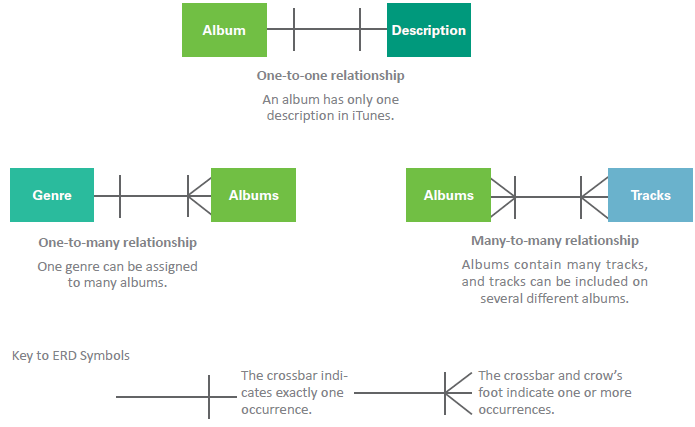 Album
Description
One-to-one relationship
An album has only one
description in iTunes.
Genre
Albums
Albums
Tracks
One-to-many relationship
One genre can be assigned
to many albums.
Many-to-many relationship
Albums contain many tracks,
and tracks can be included on
several different albums.
Key to ERD Symbols
The crossbar indi-
cates exactly one
occurrence.
The crossbar and crow’s
foot indicate one or more
occurrences.